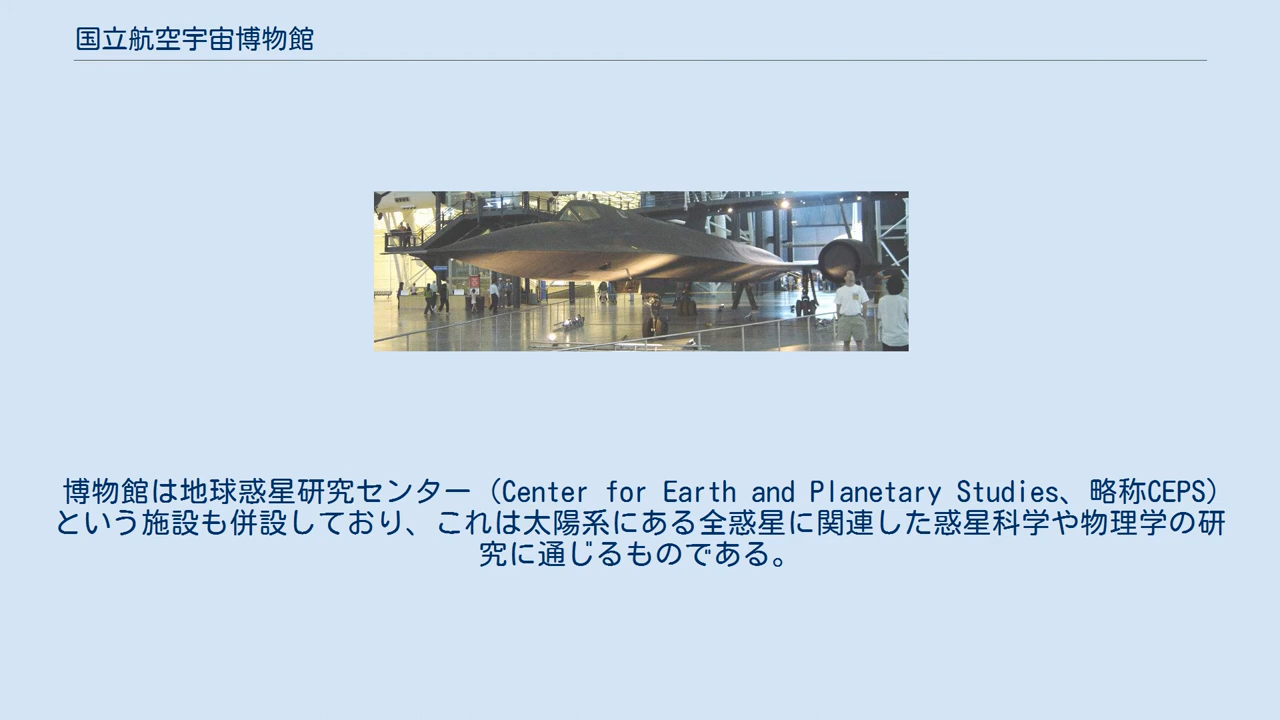 国立航空宇宙博物館
博物館は地球惑星研究センター（Center for Earth and Planetary Studies、略称CEPS）
という施設も併設しており、これは太陽系にある全惑星に関連した惑星科学や物理学の研
究に通じるものである。